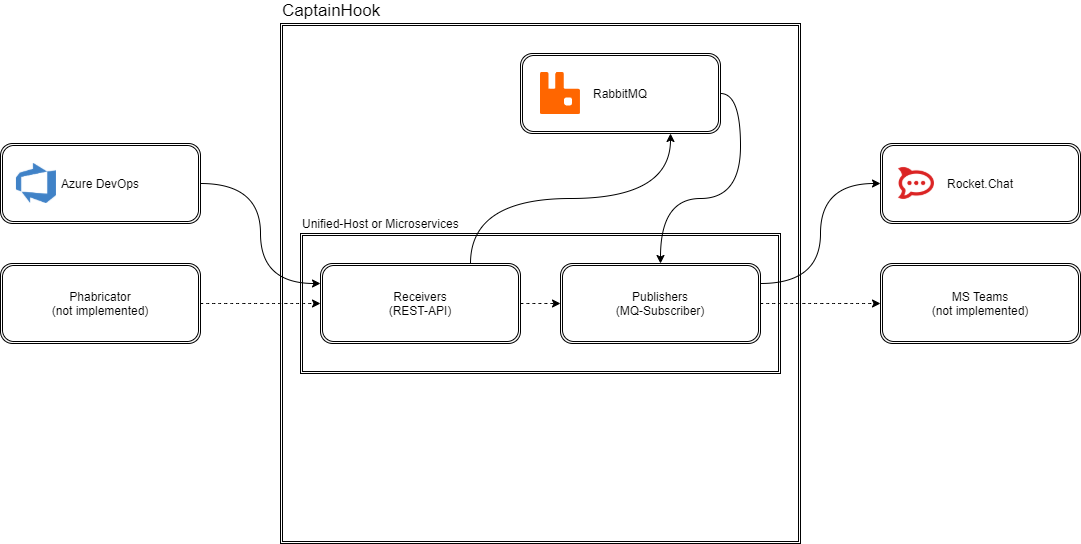 CaptainHook
RabbitMQ
Azure DevOps
Rocket.Chat
Unified-Host or Microservices
Phabricator
(not implemented)
Receivers
(REST-API)
Publishers
(MQ-Subscriber)
MS Teams
(not implemented)